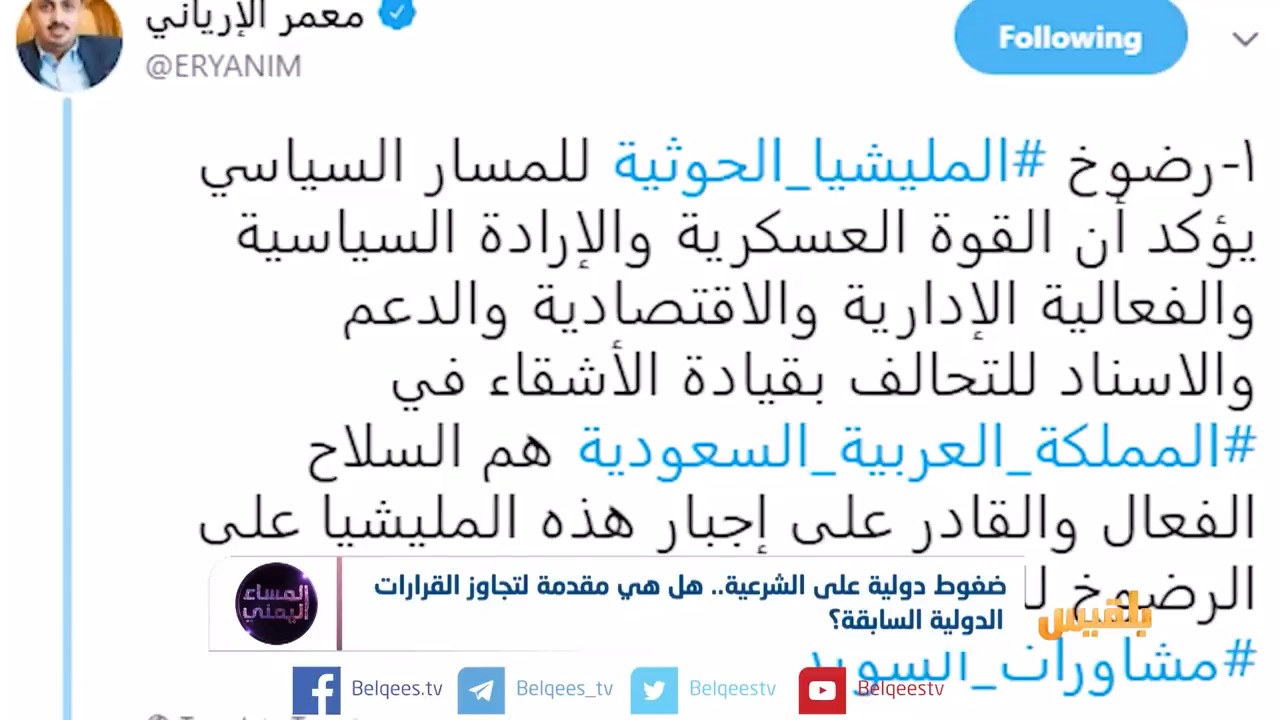 معمر الإرياني
@ERYANIM
Following
١-رضوخ #المليشيا_الحوثية للمسار السياسي
يؤكد أن القوة العسكرية والإرادة السياسية
والفعالية الإدارية والاقتصادية والدعم
والاسناد للتحالف بقيادة الأشقاء في
#المملكة_العربية_السعودية هم السلاح
الفعال والقادر على إجبار هذه المليشيا على
الرضوخ
#مشاورات_السويد
المساء اليمني
ضغوط دولية على الشرعية.. هل هي مقدمة لتجاوز القرارات
الدولية السابقة؟
بلقيس
Belqees.tv
Belqees_tv
Belqeestv
Belqeestv